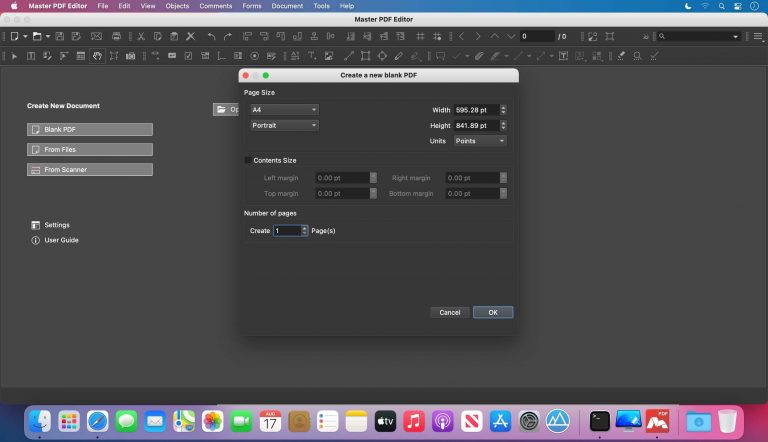 Master PDF Editor File Edit View Objects Comments Forms Document Tools Help
Master PDF Editor
0 / 0
Create a new blank PDF
Create New Document
Op
Blank PDF
From Files
From Scanner
Settings
User Guide
Page Size
A4 Width 595.28 pt
Portrait Height 841.89 pt
Units Points
Contents Size
Left margin 0.00 pt Right margin 0.00 pt
Top margin 0.00 pt Bottom margin 0.00 pt
Number of pages
Create 1 Page(s)
Cancel OK
AUG
17
tv
PDF